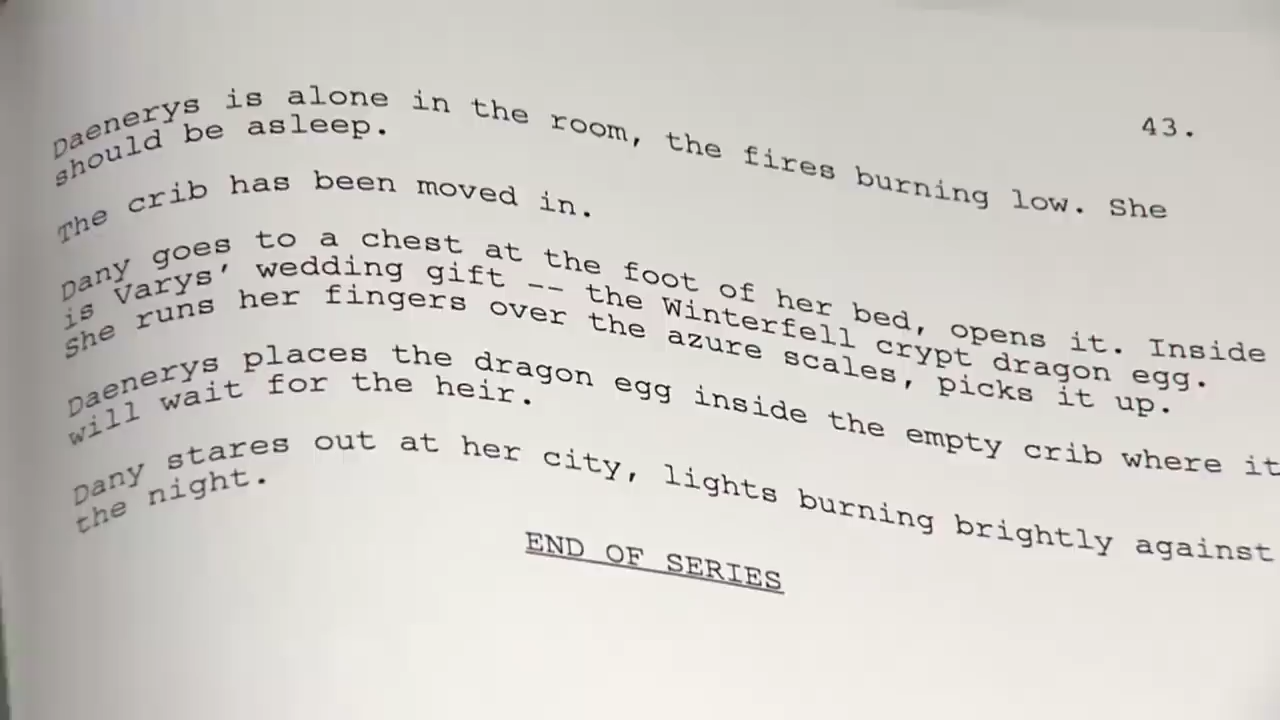 43.
Daenerys is alone in the room, the fires burning low. She
should be asleep.
The crib has been moved in.
Dany goes to a chest at the foot of her bed, opens it. Inside
is Varys' wedding gift -- the Winterfell crypt dragon egg.
She runs her fingers over the azure scales, picks it up.
Daenerys places the dragon egg inside the empty crib where it
will wait for the heir.
Dany stares out at her city, lights burning brightly against
the night.
END OF SERIES